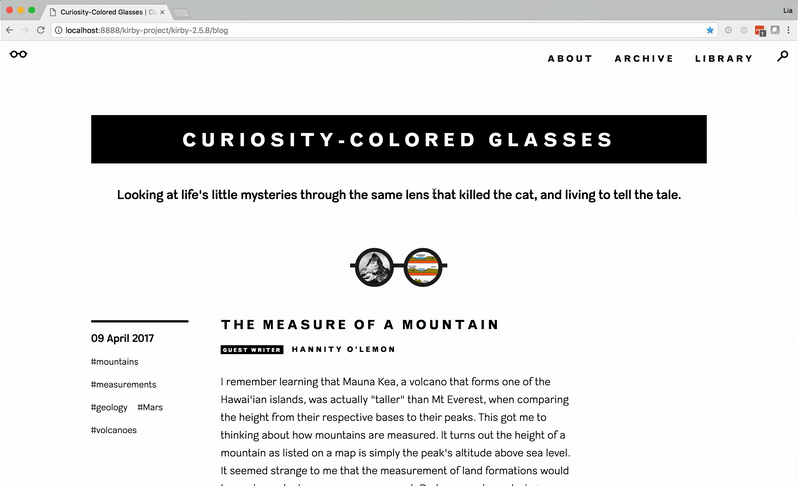 Curiosity-Colored Glasses | Cu
Lia
localhost:8888/kirby-project/kirby-2.5.8/blog
ABOUT ARCHIVE LIBRARY
CURIOSITY-COLORED GLASSES
Looking at life's little mysteries through the same lens that killed the cat, and living to tell the tale.
THE MEASURE OF A MOUNTAIN
09 April 2017
GUEST WRITER HANNITY O'LEMON
#mountains
#measurements
#geology #Mars
#volcanoes
I remember learning that Mauna Kea, a volcano that forms one of the
Hawai'ian islands, was actually "taller" than Mt Everest, when comparing
the height from their respective bases to their peaks. This got me to
thinking about how mountains are measured. It turns out the height of a
mountain as listed on a map is simply the peak's altitude above sea level.
It seemed strange to me that the measurement of land formations would